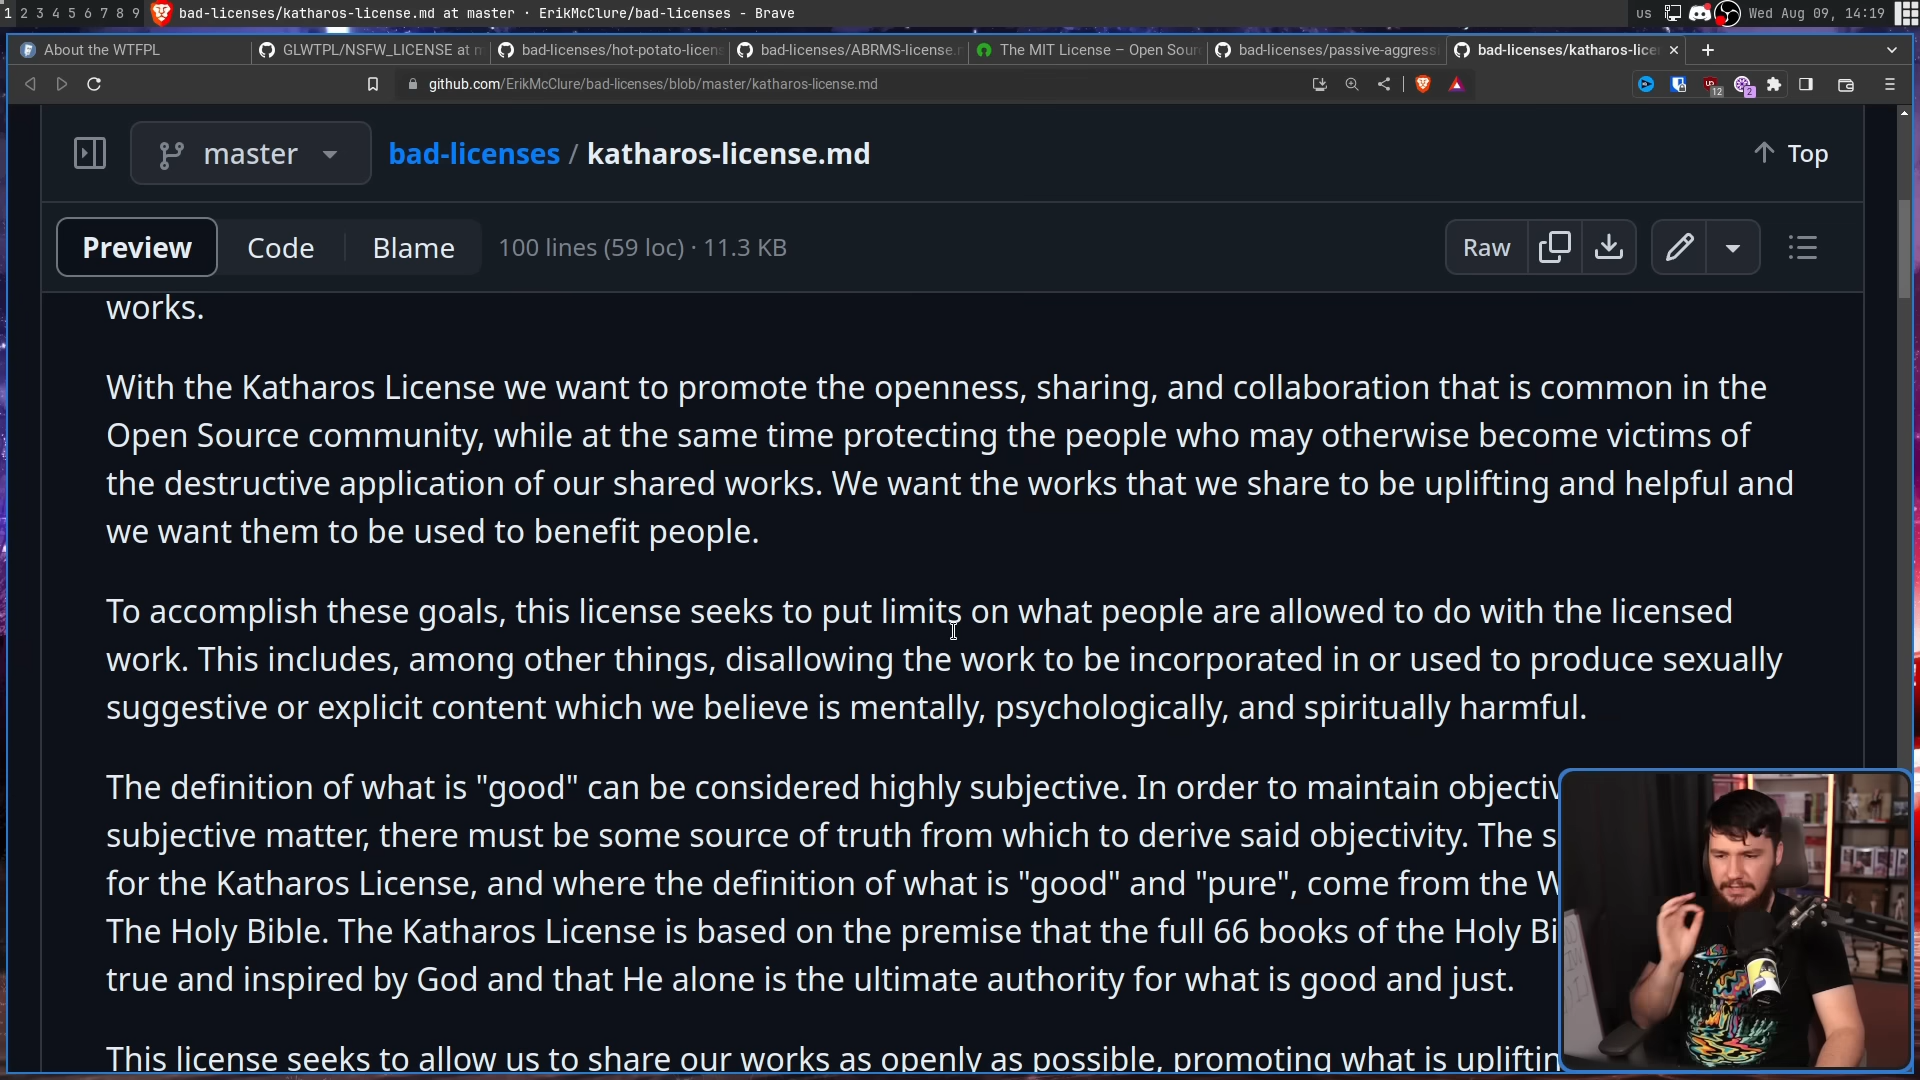 1 2 3 4 5 6 7 8 9 bad-licenses/katharos-license.md at master · ErikMcClure/bad-licenses - Brave us Wed Aug 09, 14:19
About the WTFPL GLWTPL/NSFW_LICENSE at bad-licenses/hot-potato-licen bad-licenses/ABRMS-license. The MIT License – Open Sour bad-licenses/passive-aggress bad-licenses/katharos-lice
github.com/ErikMcClure/bad-licenses/blob/master/katharos-license.md 12 2
master bad-licenses / katharos-license.md Top
Preview Code Blame 100 lines (59 loc) · 11.3 KB Raw
works.
With the Katharos License we want to promote the openness, sharing, and collaboration that is common in the
Open Source community, while at the same time protecting the people who may otherwise become victims of
the destructive application of our shared works. We want the works that we share to be uplifting and helpful and
we want them to be used to benefit people.
To accomplish these goals, this license seeks to put limits on what people are allowed to do with the licensed
work. This includes, among other things, disallowing the work to be incorporated in or used to produce sexually
suggestive or explicit content which we believe is mentally, psychologically, and spiritually harmful.
The definition of what is "good" can be considered highly subjective. In order to maintain objectiv
subjective matter, there must be some source of truth from which to derive said objectivity. The s
for the Katharos License, and where the definition of what is "good" and "pure", come from the W
The Holy Bible. The Katharos License is based on the premise that the full 66 books of the Holy Bi
true and inspired by God and that He alone is the ultimate authority for what is good and just.
This license seeks to allow us to share our works as openly as possible, promoting what is upliftin